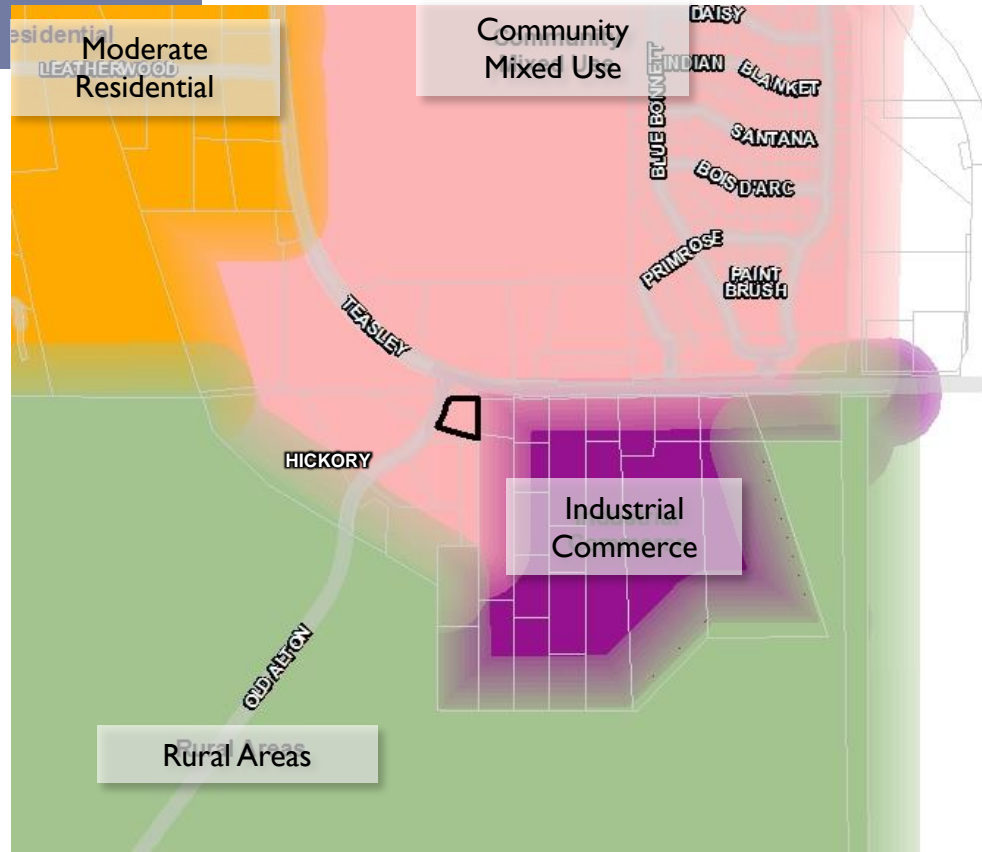 esidential
Moderate
Residential
LEATHERWOOD
Community
Mixed Use
DAISY
INDIAN
BLANKET
BLUE BONNETT
SANTANA
BOIS D'ARC
PRIMROSE
PAINT
BRUSH
TEASLEY
HICKORY
Industrial
Commerce
OLD ALTON
Rural Areas